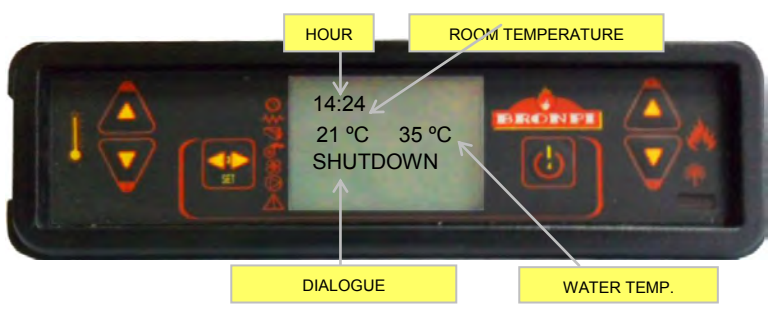 HOUR
ROOM TEMPERATURE
14:24
21 ºC 35 ºC
SHUTDOWN
BRONPI
SET
DIALOGUE
WATER TEMP.